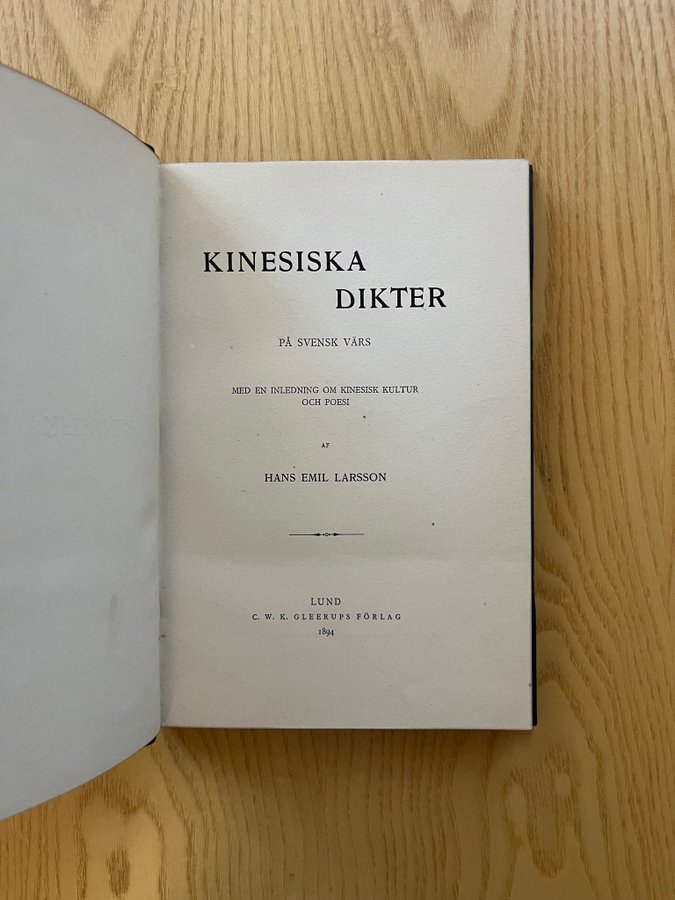 KINESISKA
DIKTER
PÅ SVENSK VÄRS
MED EN INLEDNING OM KINESISK KULTUR
OCH POESI
AF
HANS EMIL LARSSON
LUND
C. W. K. GLEERUPS FÖRLAG
1894